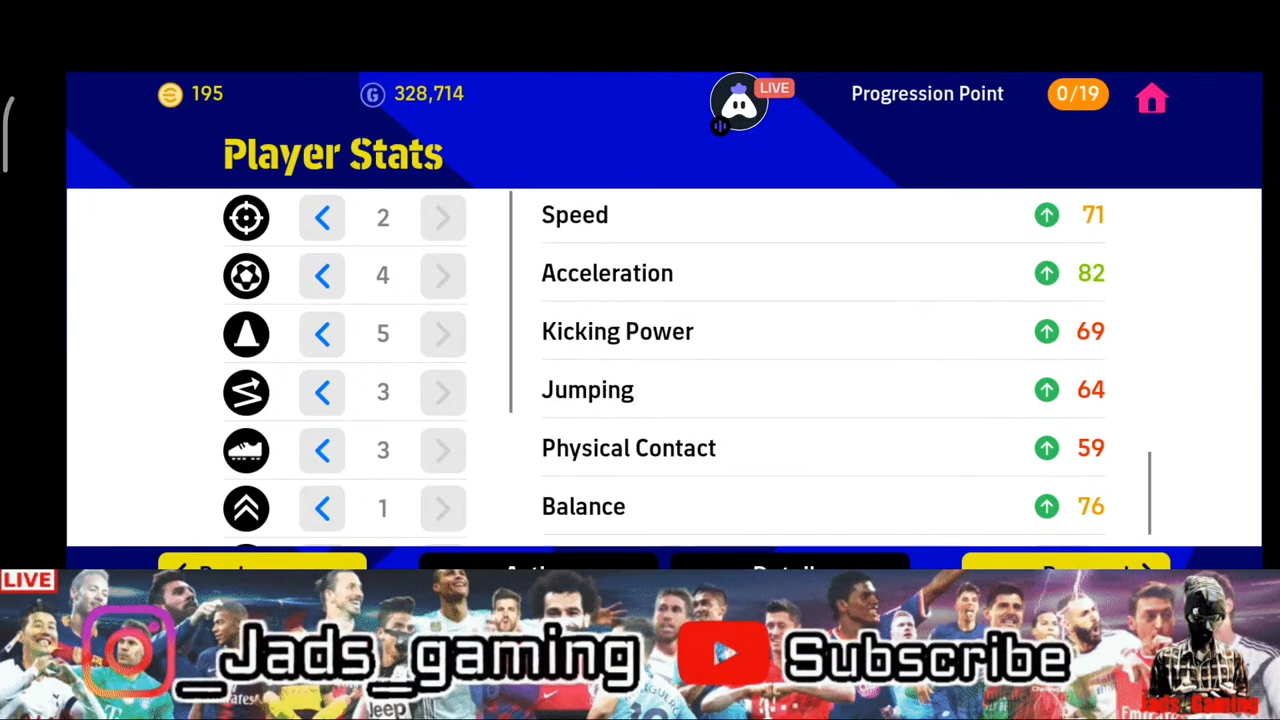 195
328,714
LIVE
Progression Point
0/19
Player Stats
2
Speed 71
4
Acceleration 82
5
Kicking Power 69
3
Jumping 64
3
Physical Contact 59
1
Balance 76
LIVE
_Jads_gaming
Subscribe
Jads_Gaming